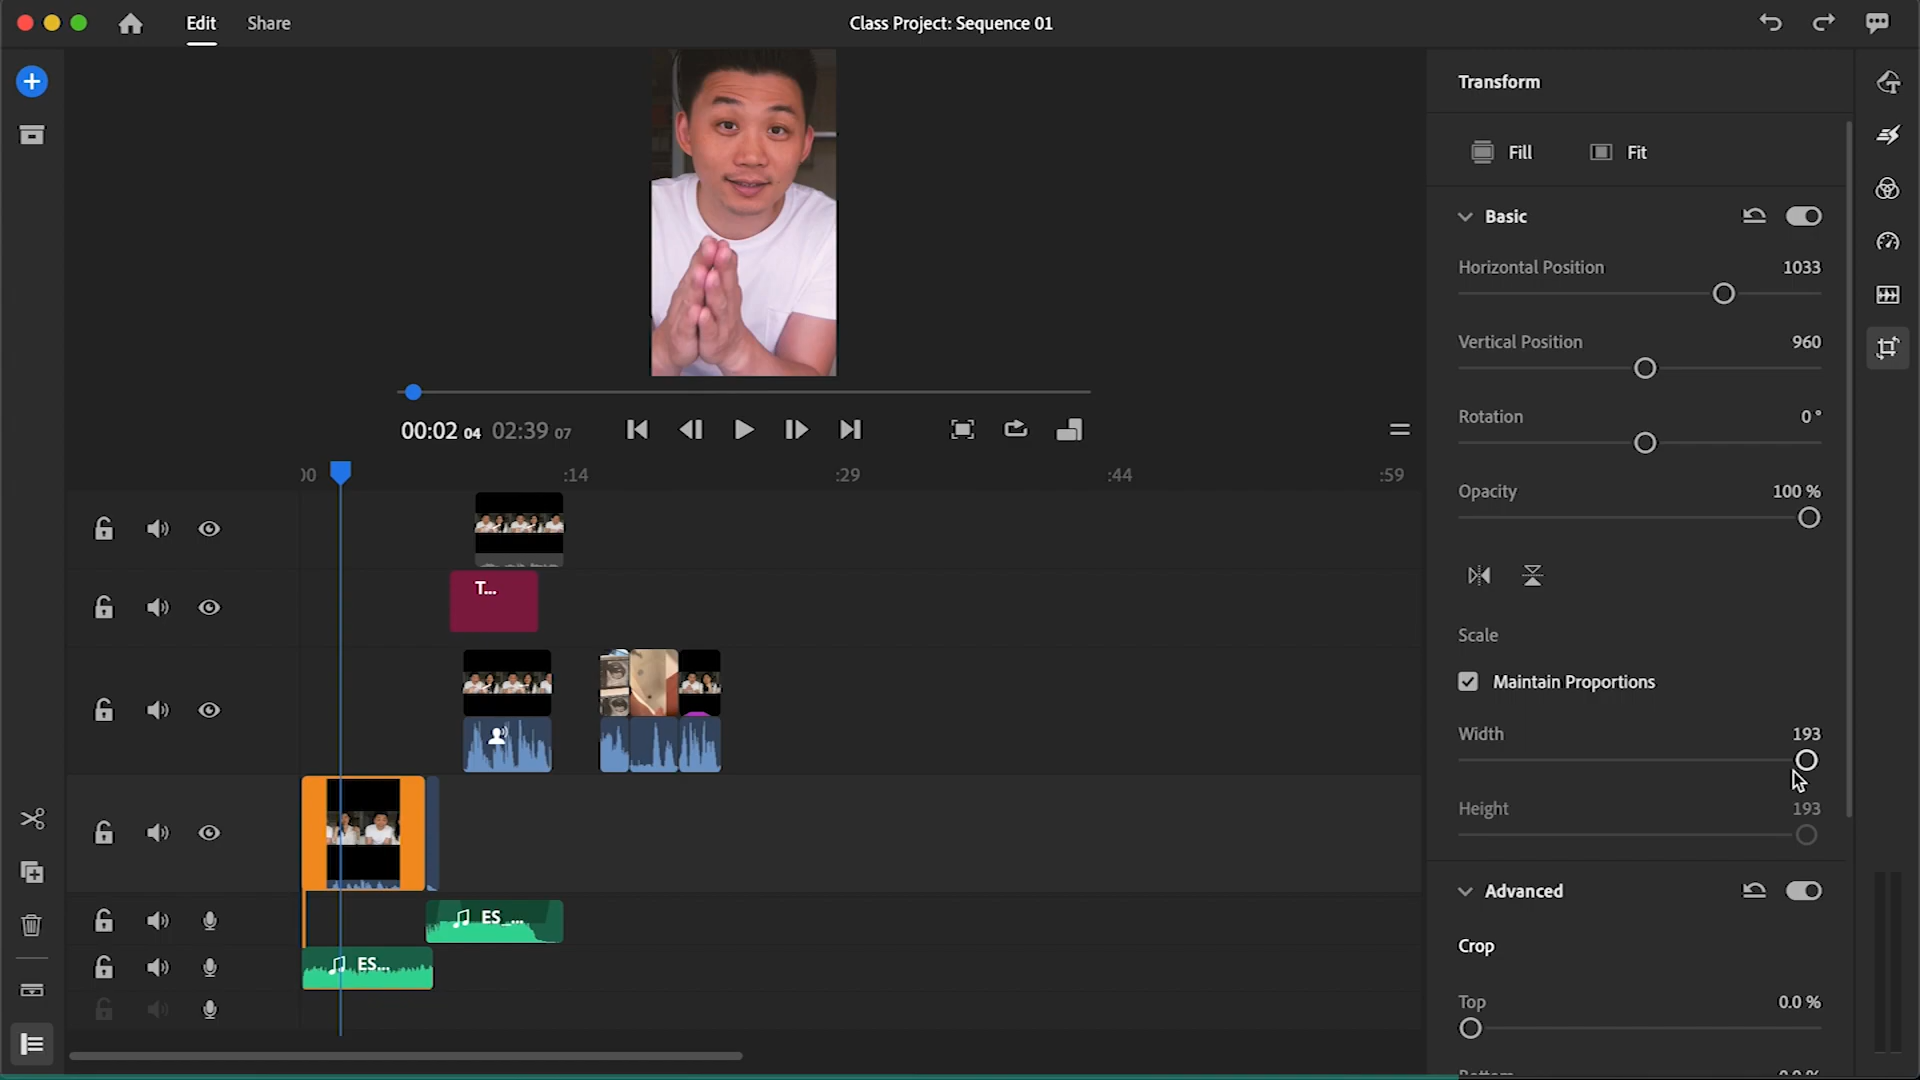 Edit
Share
Class Project: Sequence 01
Transform
Fill
Fit
Basic
Horizontal Position
1033
Vertical Position
960
Rotation
0 °
Opacity
100 %
Scale
Maintain Proportions
Width
193
Height
193
Advanced
Crop
Top
0.0 %
00:02 04
02:39 07
:14
:29
:44
:59
T...
ES_...
ES...